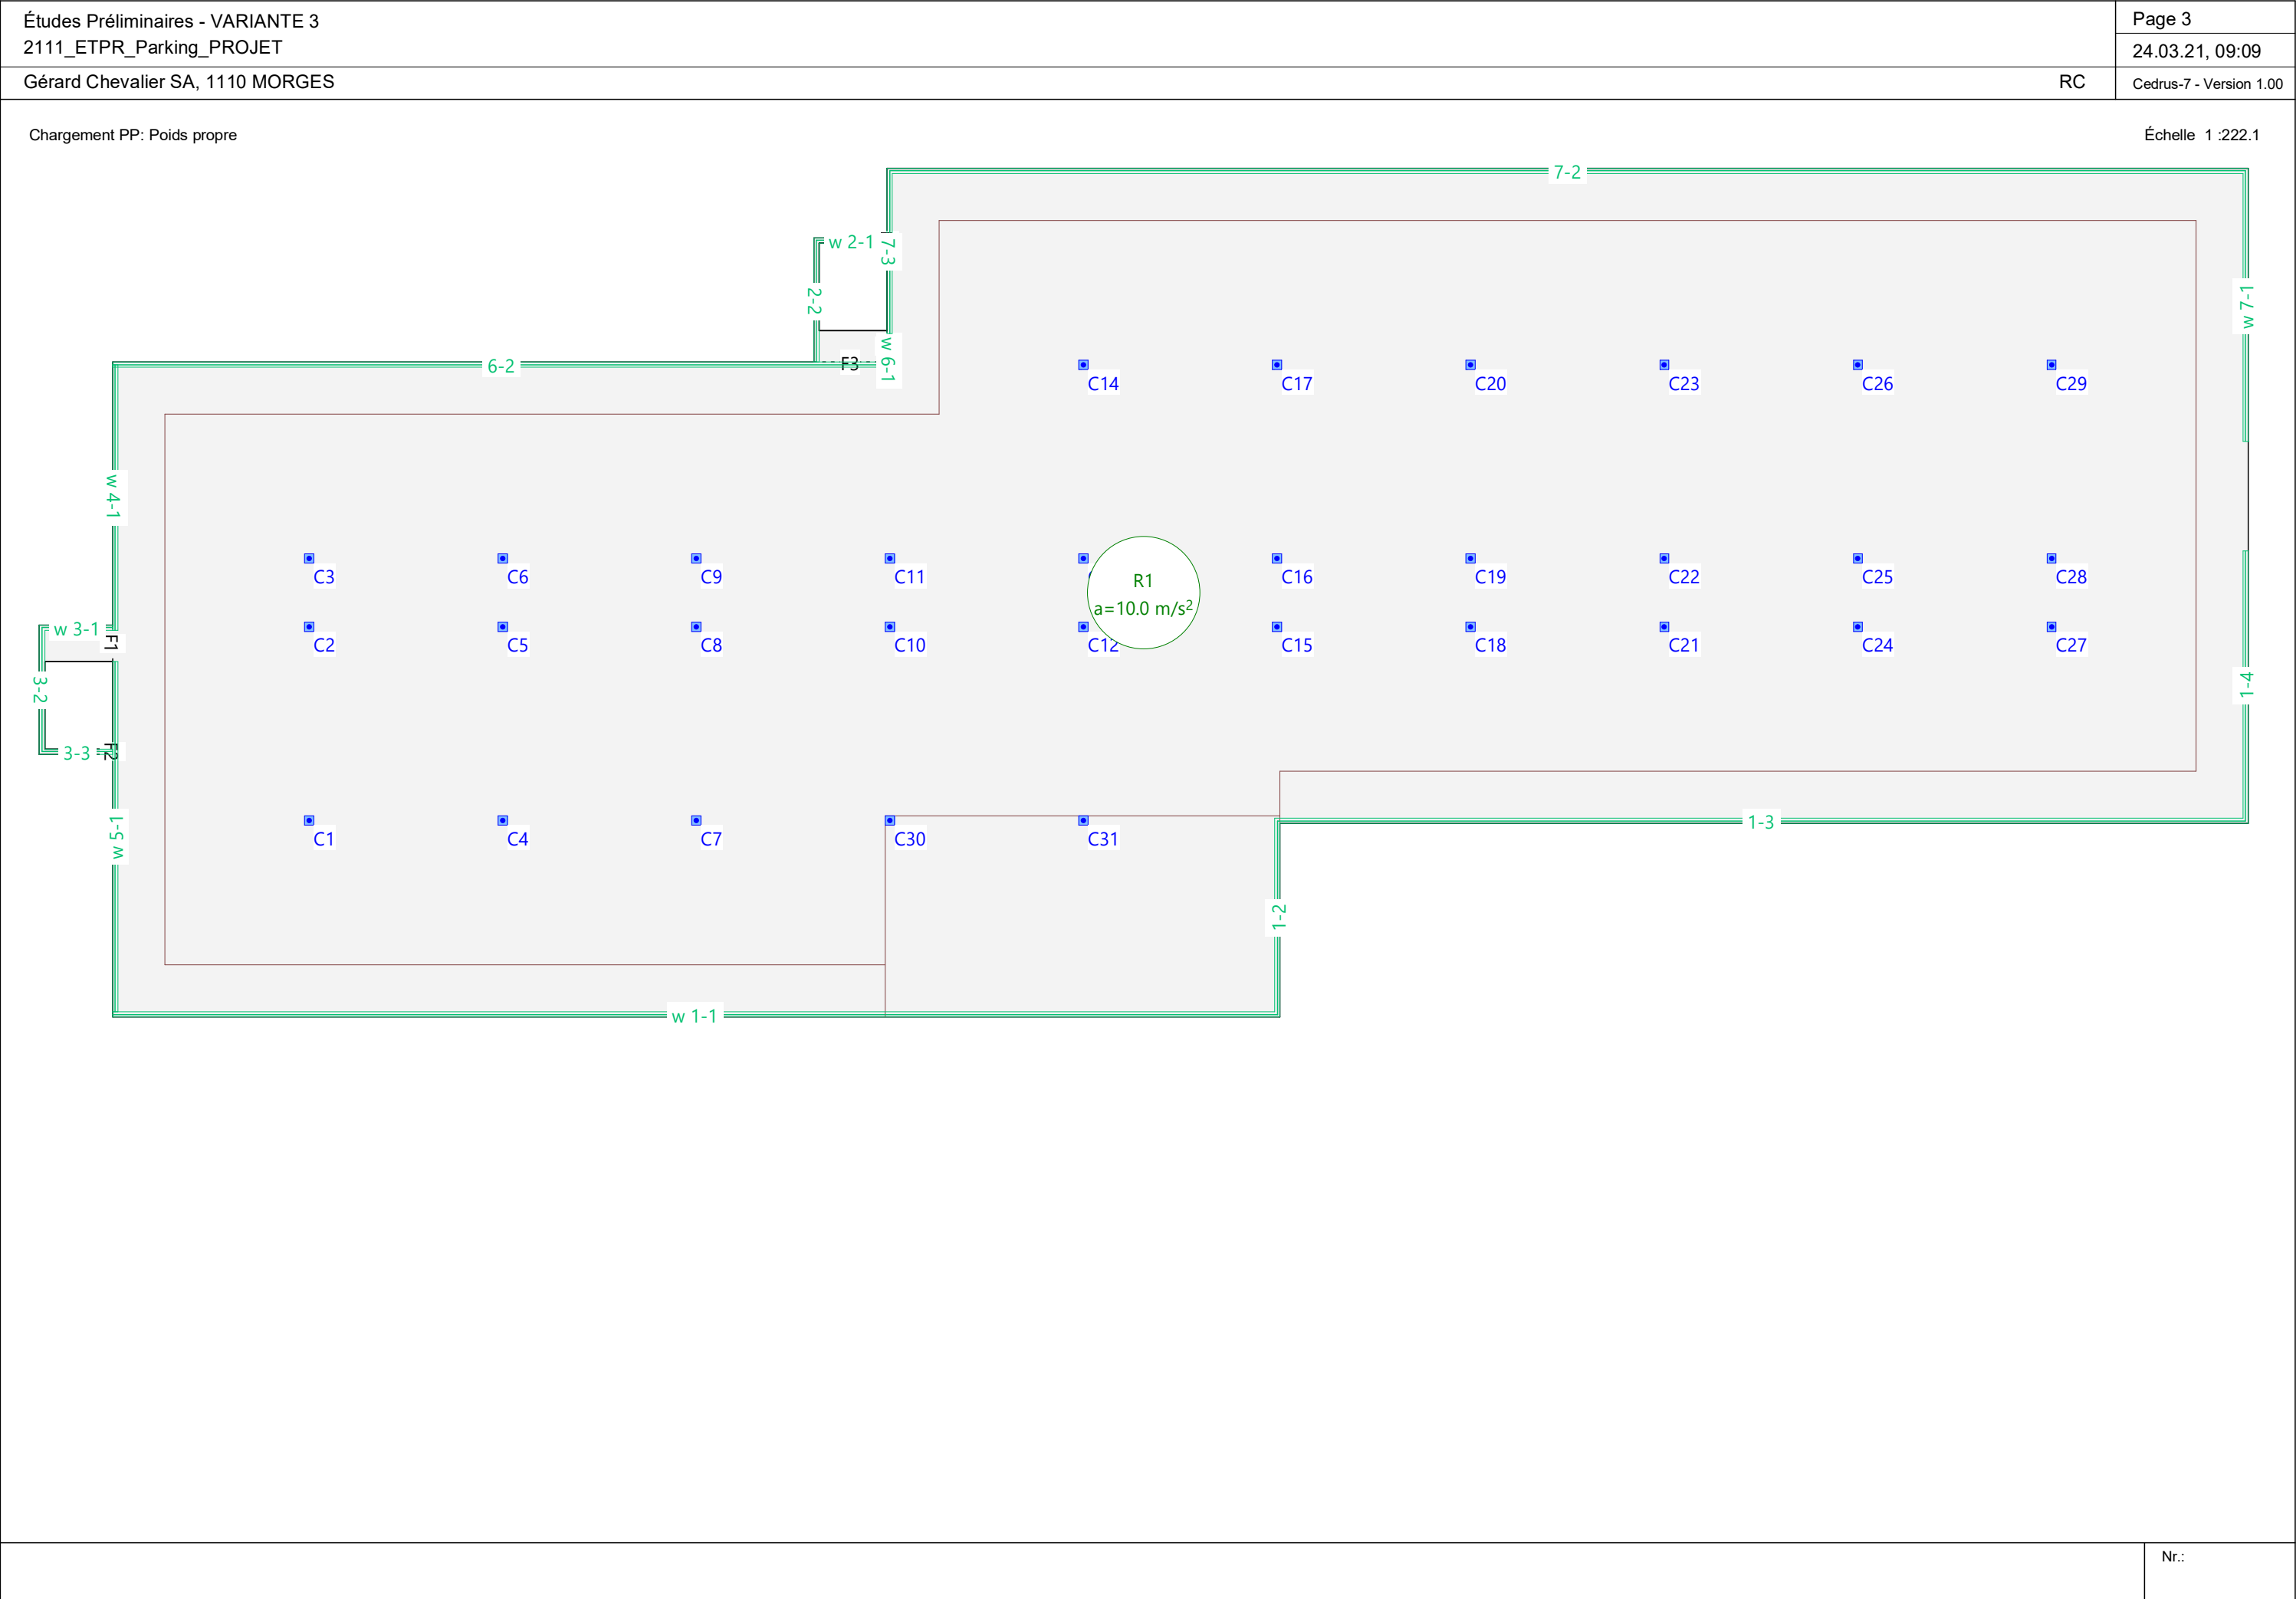 Études Préliminaires - VARIANTE 3
2111_ETPR_Parking_PROJET
Gérard Chevalier SA, 1110 MORGES
RC
Page 3
24.03.21, 09:09
Cedrus-7 - Version 1.00
Chargement PP: Poids propre
Échelle 1 :222.1
7-2
w 2-1
7-3
2-2
w 7-1
6-2
F3
w 6-1
C14
C17
C20
C23
C26
C29
w 4-1
C3
C6
C9
C11
R1
a=10.0 m/s²
C16
C19
C22
C25
C28
w 3-1
F1
C2
C5
C8
C10
C12
C15
C18
C21
C24
C27
3-2
1-4
3-3
F2
w 5-1
C1
C4
C7
C30
C31
1-3
1-2
w 1-1
Nr.: